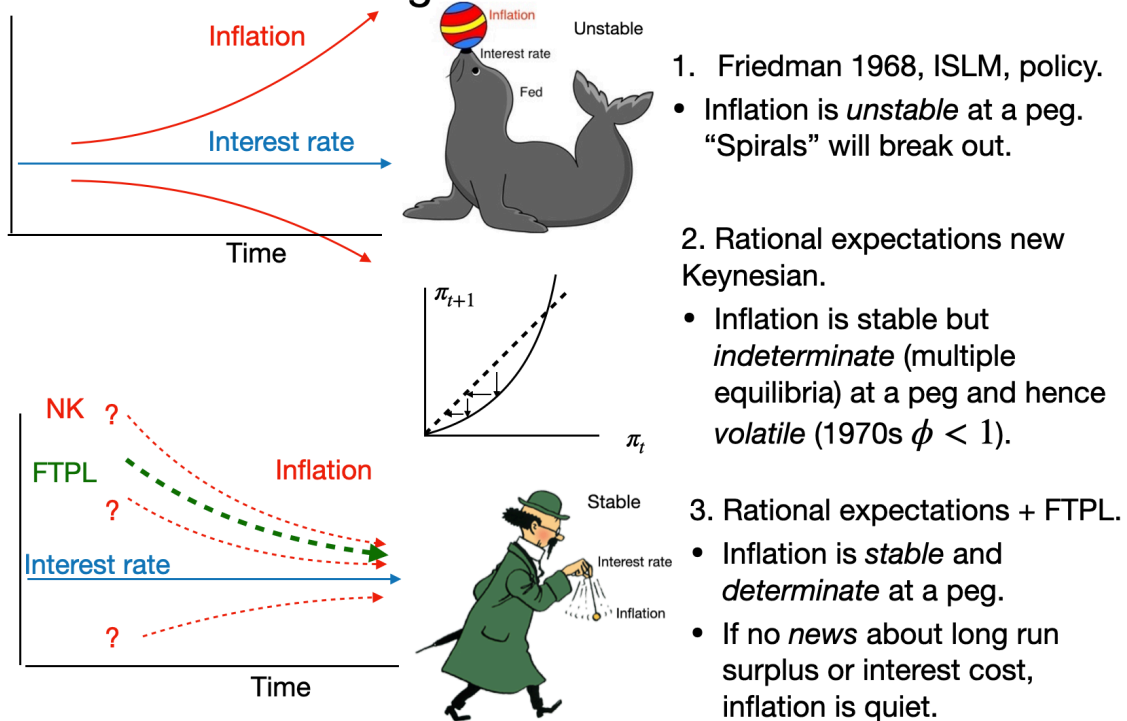 g
Inflation
Interest rate
Time
Inflation
Unstable
Interest rate
Fed
1. Friedman 1968, ISLM, policy.
• Inflation is unstable at a peg.
“Spirals” will break out.
2. Rational expectations new
Keynesian.
• Inflation is stable but
indeterminate (multiple
equilibria) at a peg and hence
volatile (1970s ϕ < 1).
π_{t+1}
π_t
NK ?
FTPL
?
Inflation
Interest rate
?
Time
Stable
Interest rate
Inflation
3. Rational expectations + FTPL.
• Inflation is stable and
determinate at a peg.
• If no news about long run
surplus or interest cost,
inflation is quiet.